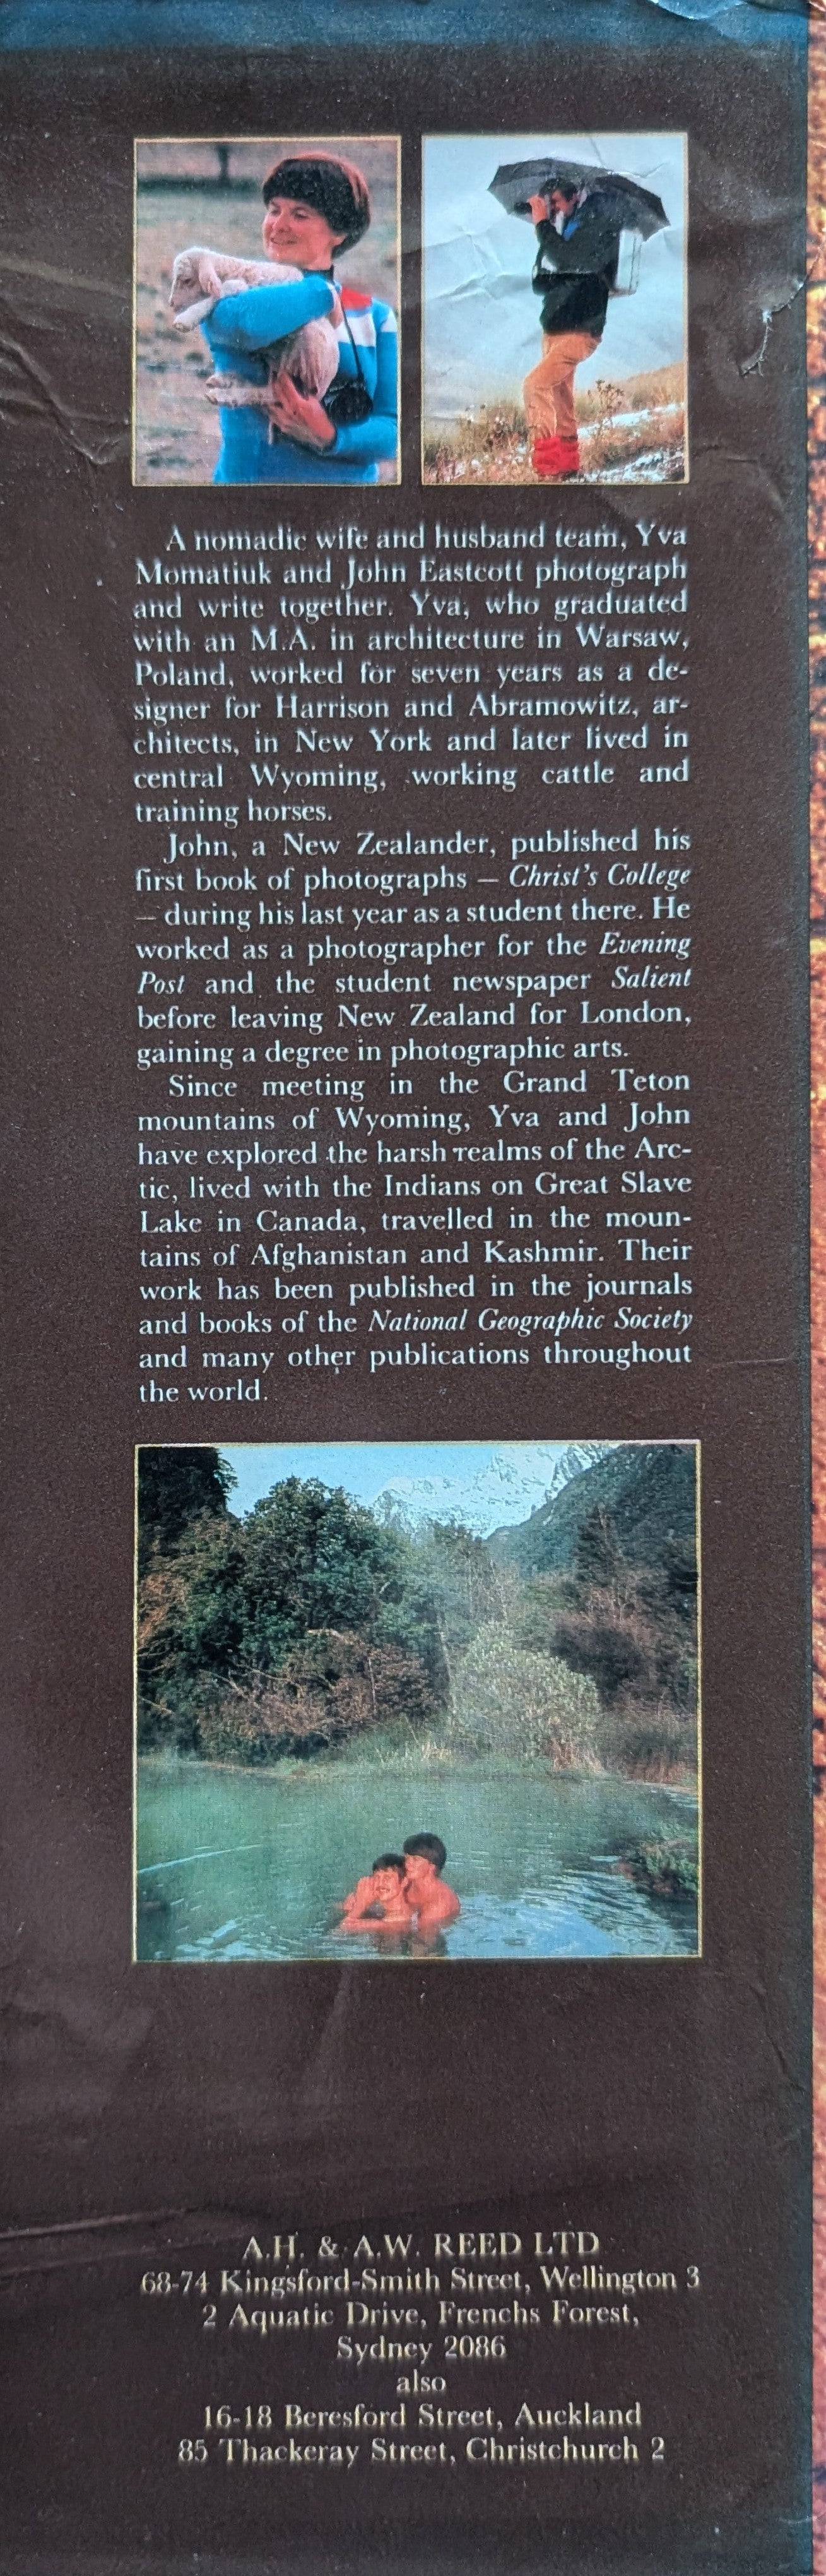 A nomadic wife and husband team, Yva
Momatiuk and John Eastcott photograph
and write together. Yva, who graduated
with an M.A. in architecture in Warsaw,
Poland, worked for seven years as a de-
signer for Harrison and Abramowitz, ar-
chitects, in New York and later lived in
central Wyoming, working cattle and
training horses.
John, a New Zealander, published his
first book of photographs – Christ's College
– during his last year as a student there. He
worked as a photographer for the Evening
Post and the student newspaper Salient
before leaving New Zealand for London,
gaining a degree in photographic arts.
Since meeting in the Grand Teton
mountains of Wyoming, Yva and John
have explored the harsh realms of the Arc-
tic, lived with the Indians on Great Slave
Lake in Canada, travelled in the moun-
tains of Afghanistan and Kashmir. Their
work has been published in the journals
and books of the National Geographic Society
and many other publications throughout
the world.
A.H. & A.W. REED LTD
68-74 Kingsford-Smith Street, Wellington 3
2 Aquatic Drive, Frenchs Forest,
Sydney 2086
also
16-18 Beresford Street, Auckland
85 Thackeray Street, Christchurch 2